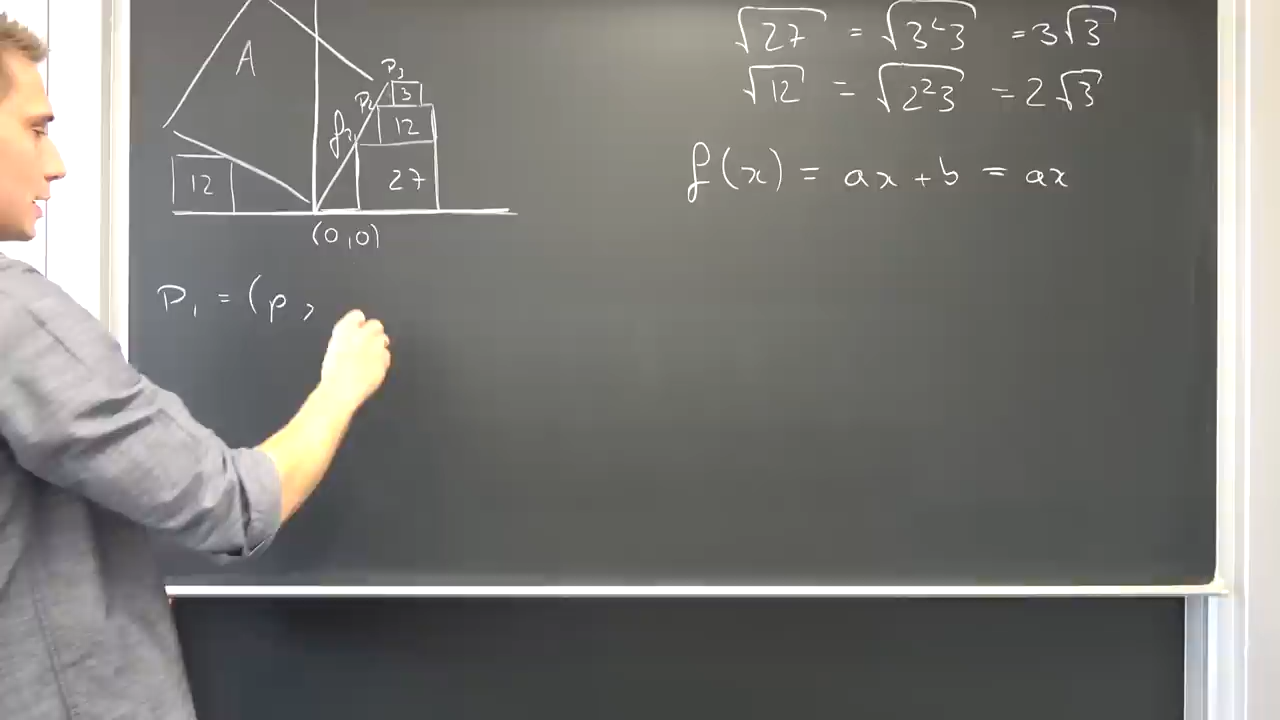 A
P₃
3
P₂
12
f₂
27
12
(0,0)
P₁ = (p ,
√27 = √3²3 = 3√3
√12 = √2²3 = 2√3
f(x) = ax + b = ax